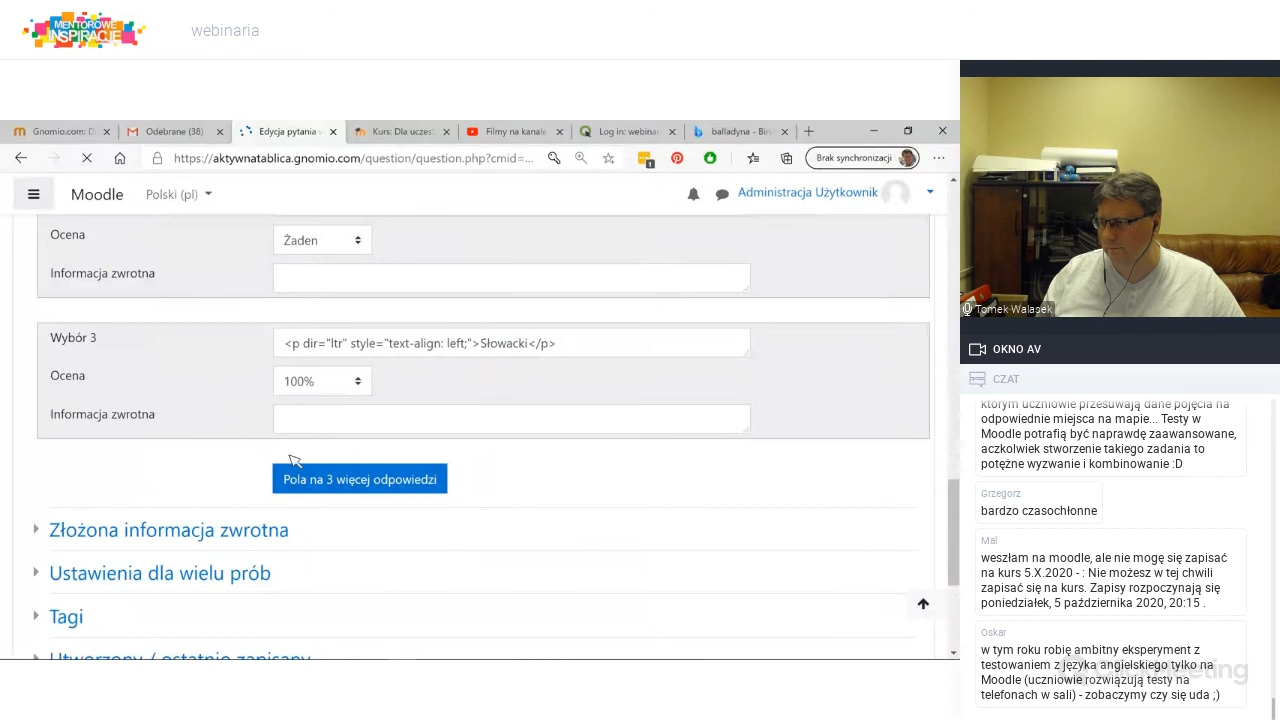 MENTOROWE
INSPIRACJE
webinaria
Gnomio.com: D
Odebrane (38)
Edycja pytania w
Kurs: Dla uczest
Filmy na kanale
Log in: webinar
balladyna - Bin
https://aktywnatablica.gnomio.com/question/question.php?cmid=...
1
Brak synchronizacji
Moodle
Polski (pl)
Administracja Użytkownik
Ocena
Żaden
Informacja zwrotna
Wybór 3
<p dir="ltr" style="text-align: left;">Słowacki</p>
Ocena
100%
Informacja zwrotna
Pola na 3 więcej odpowiedzi
Złożona informacja zwrotna
Ustawienia dla wielu prób
Tagi
Utworzony / ostatnio zapisany
Tomek Walasek
OKNO AV
CZAT
którym uczniowie przesuwają dane pojęcia na
odpowiednie miejsca na mapie... Testy w
Moodle potrafią być naprawdę zaawansowane,
aczkolwiek stworzenie takiego zadania to
potężne wyzwanie i kombinowanie :D
Grzegorz
bardzo czasochłonne
Mal
weszłam na moodle, ale nie mogę się zapisać
na kurs 5.X.2020 - : Nie możesz w tej chwili
zapisać się na kurs. Zapisy rozpoczynają się
poniedziałek, 5 października 2020, 20:15 .
Oskar
w tym roku robię ambitny eksperyment z
testowaniem z języka angielskiego tylko na
Moodle (uczniowie rozwiązują testy na
telefonach w sali) - zobaczymy czy się uda ;)
ClickMeeting